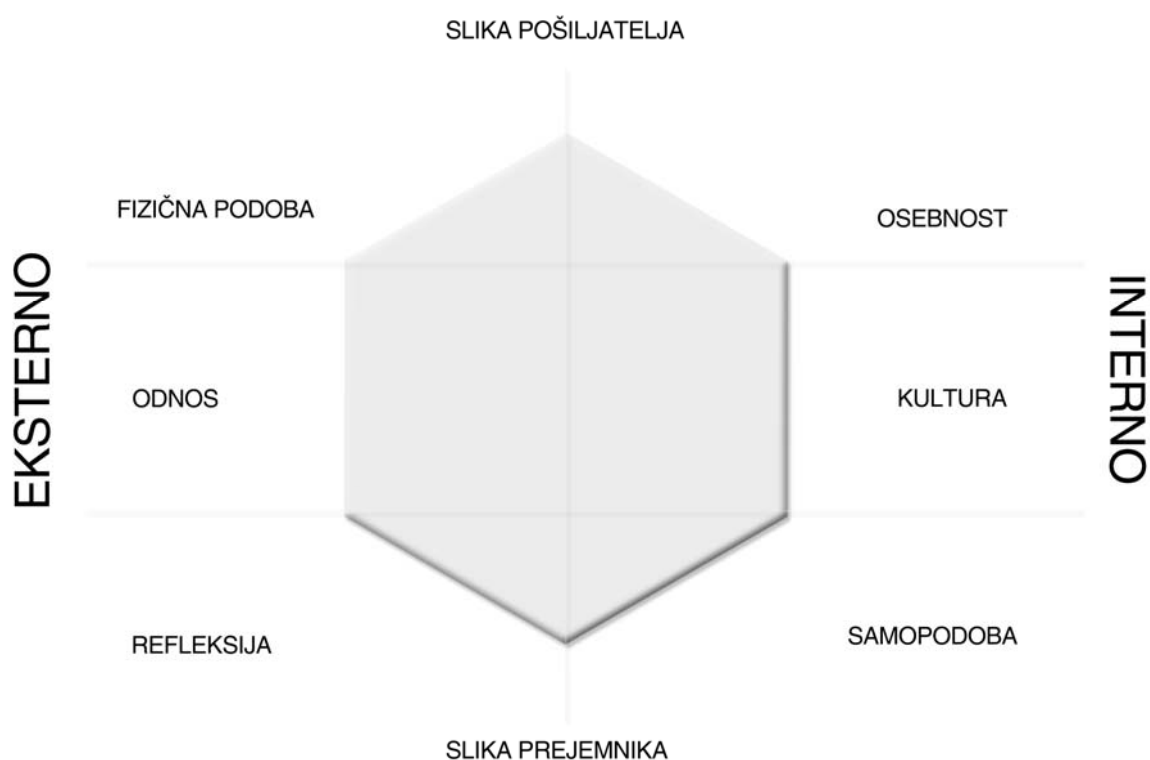 SLIKA POŠILJATELJA
FIZIČNA PODOBA
OSEBNOST
EKSTERNO
INTERNO
ODNOS
KULTURA
REFLEKSIJA
SAMOPODOBA
SLIKA PREJEMNIKA